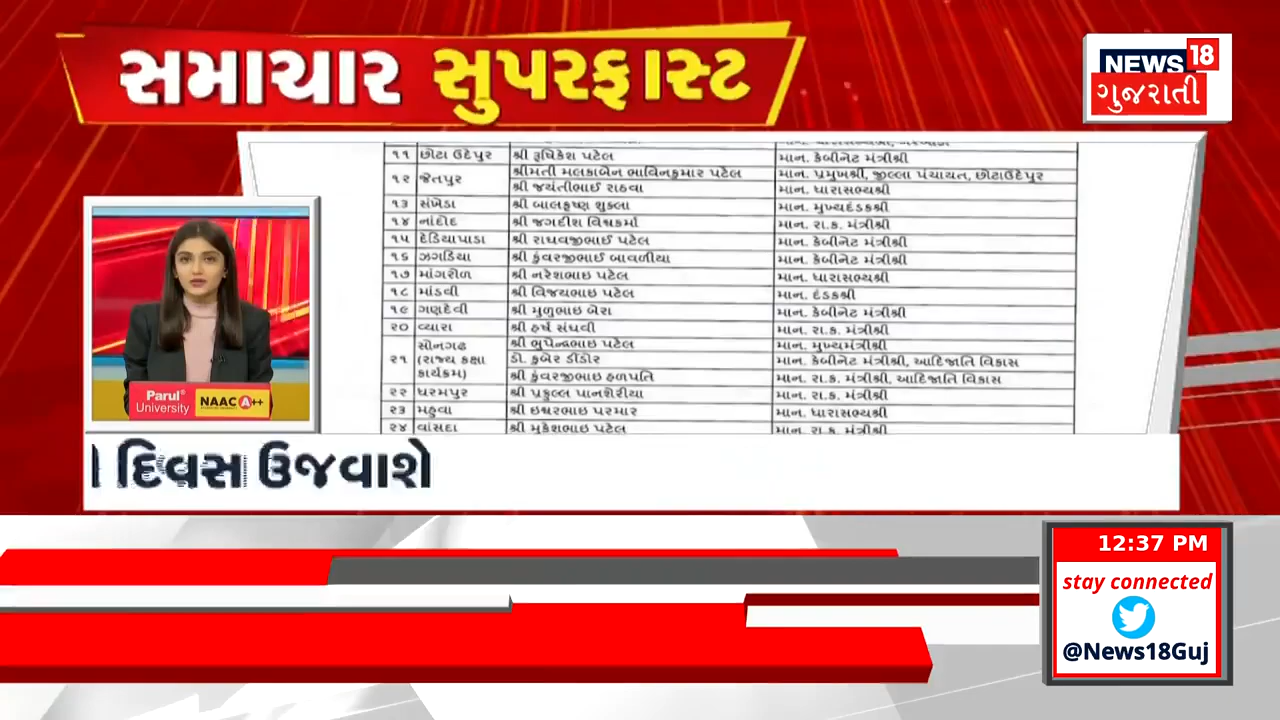 સમાચાર સુપરફાસ્ટ
NEWS 18
ગુજરાતી
૧૧ છોટા ઉદેપુર શ્રી રૂષિકેશ પટેલ માન. કેબીનેટ મંત્રીશ્રી
૧૨ જેતપુર શ્રીમતી મલકાબેન ભાવિનકુમાર પટેલ માન. પ્રમુખશ્રી, જીલ્લા પંચાયત, છોટાઉદેપુર
શ્રી જયંતીભાઈ રાઠવા માન. ધારાસભ્યશ્રી
૧૩ સંખેડા શ્રી બાલકૃષ્ણ શુક્લા માન. મુખ્યદંડકશ્રી
૧૪ નાંદોદ શ્રી જગદીશ વિશ્વકર્મા માન. રા.ક. મંત્રીશ્રી
૧૫ દેડિયાપાડા શ્રી રાઘવજીભાઈ પટેલ માન. કેબીનેટ મંત્રીશ્રી
૧૬ ઝગડિયા શ્રી કુંવરજીભાઈ બાવળીયા માન. કેબીનેટ મંત્રીશ્રી
૧૭ માંગરોળ શ્રી નરેશભાઇ પટેલ માન. ધારાસભ્યશ્રી
૧૮ માંડવી શ્રી વિજયભાઇ પટેલ માન. દંડકશ્રી
૧૯ ગણદેવી શ્રી મુળુભાઇ બેરા માન. કેબીનેટ મંત્રીશ્રી
૨૦ વ્યારા શ્રી હર્ષ સંઘવી માન. રા.ક. મંત્રીશ્રી
૨૧ સોનગઢ (રાજ્ય કક્ષા કાર્યક્રમ) શ્રી ભુપેન્દ્રભાઇ પટેલ માન. મુખ્યમંત્રીશ્રી
ડો. કુબેર ડીંડોર માન. કેબીનેટ મંત્રીશ્રી, આદિજાતિ વિકાસ
શ્રી કુંવરજીભાઇ હળપતિ માન. રા.ક. મંત્રીશ્રી, આદિજાતિ વિકાસ
૨૨ ધરમપુર શ્રી પ્રફુલ્લ પાનશેરીયા માન. રા.ક. મંત્રીશ્રી
૨૩ મહુવા શ્રી ઇશ્વરભાઇ પરમાર માન. ધારાસભ્યશ્રી
૨૪ વાંસદા શ્રી મુકેશભાઇ પટેલ માન. રા.ક. મંત્રીશ્રી
Parul University NAAC A++
દિવસ ઉજવાશે
12:37 PM
stay connected
@News18Guj